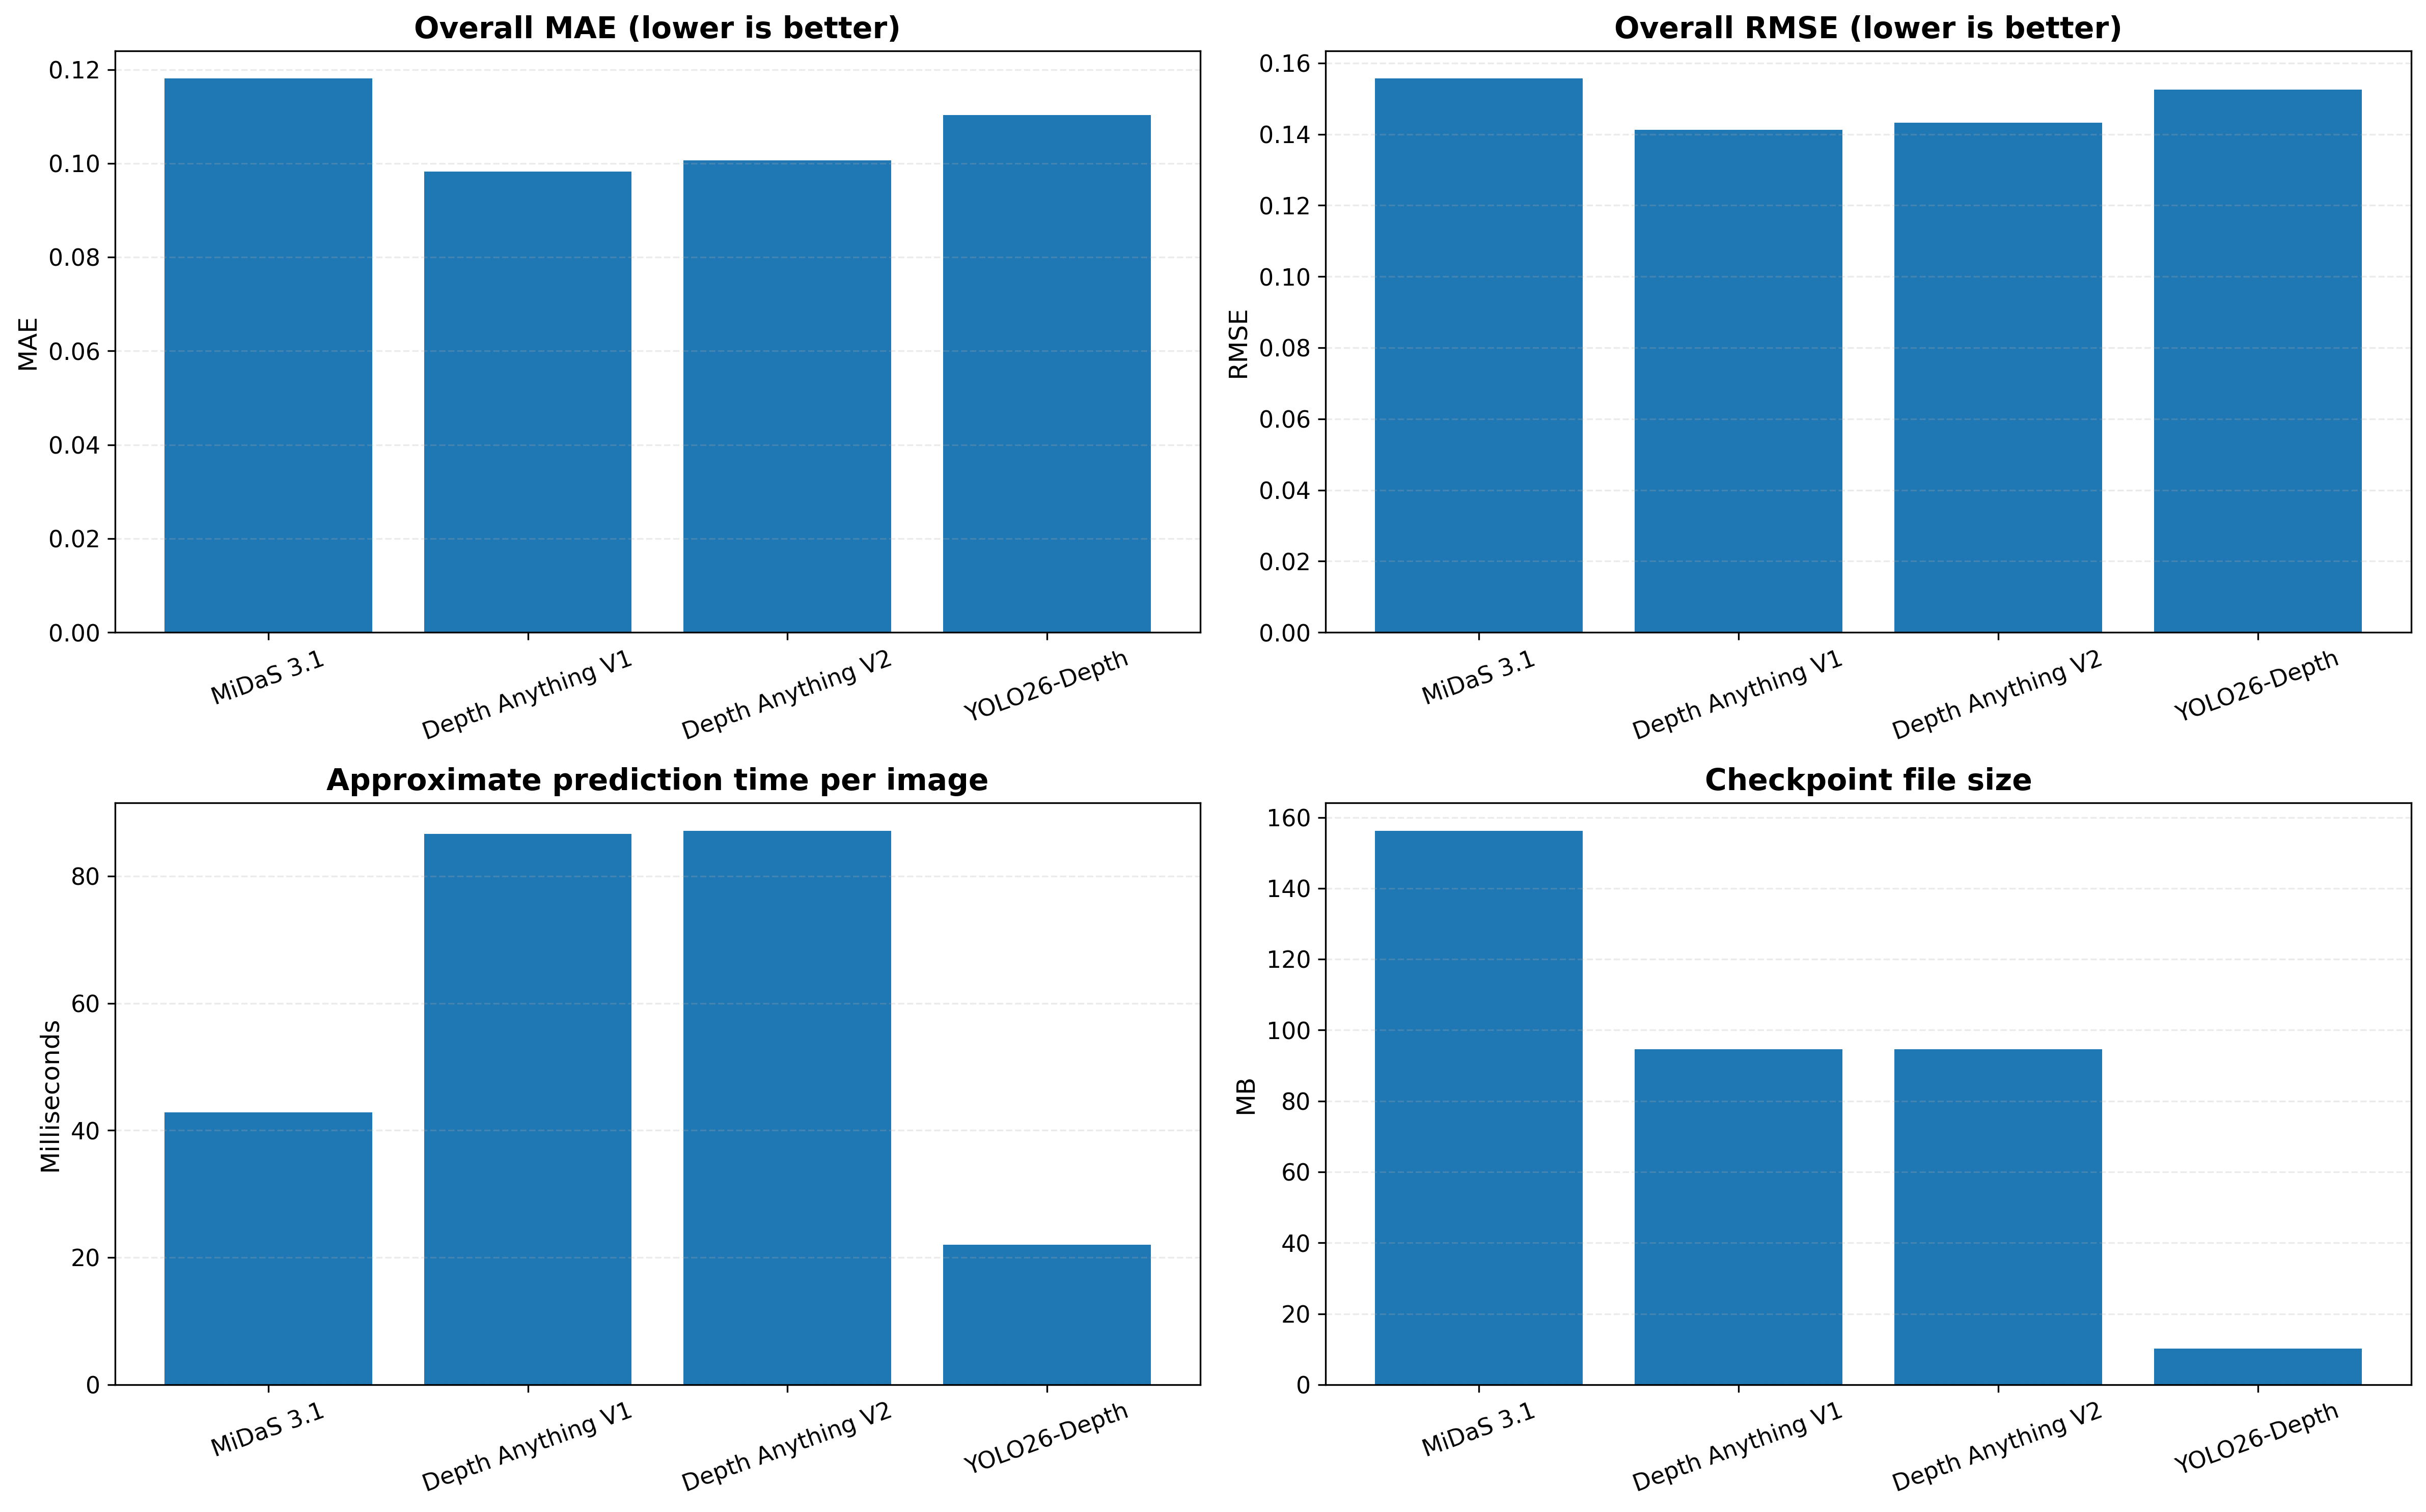 Overall MAE (lower is better)
MAE
0.12
0.10
0.08
0.06
0.04
0.02
0.00
MiDaS 3.1
Depth Anything V1
Depth Anything V2
YOLO26-Depth
Overall RMSE (lower is better)
RMSE
0.16
0.14
0.12
0.10
0.08
0.06
0.04
0.02
0.00
MiDaS 3.1
Depth Anything V1
Depth Anything V2
YOLO26-Depth
Approximate prediction time per image
Milliseconds
80
60
40
20
0
MiDaS 3.1
Depth Anything V1
Depth Anything V2
YOLO26-Depth
Checkpoint file size
MB
160
140
120
100
80
60
40
20
0
MiDaS 3.1
Depth Anything V1
Depth Anything V2
YOLO26-Depth